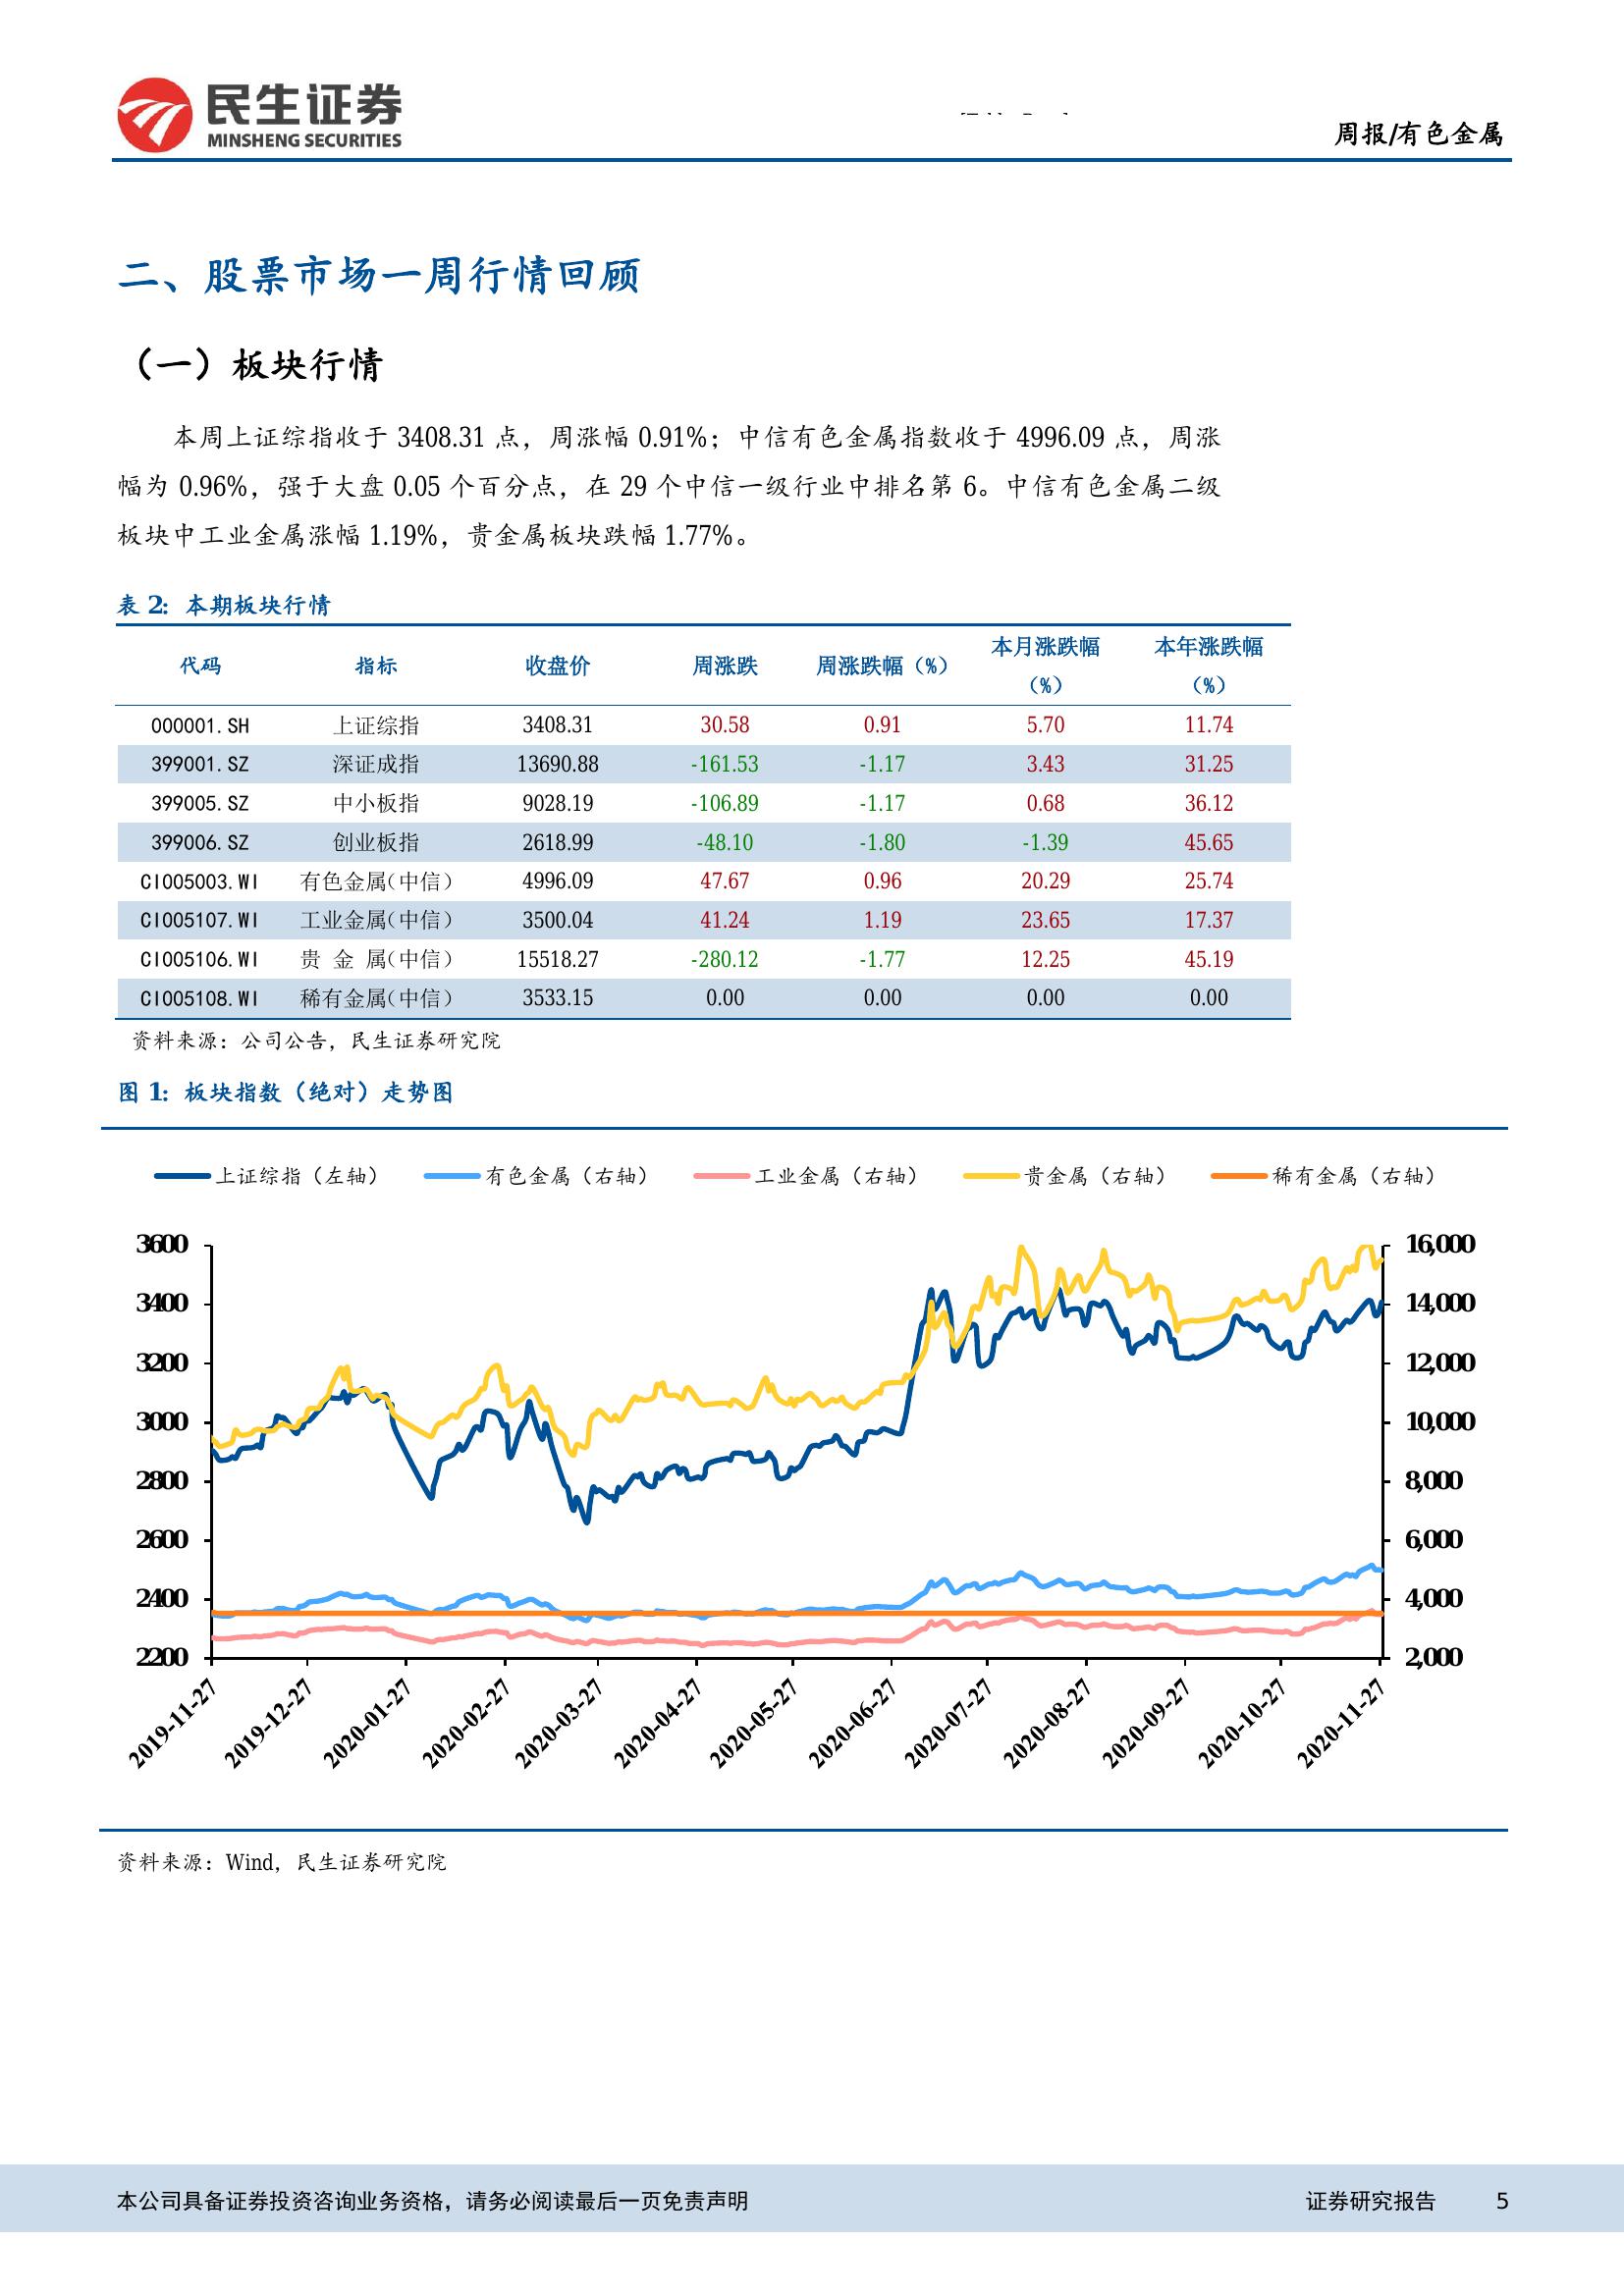 民生证券
MINSHENG SECURITIES
周报/有色金属
二、股票市场一周行情回顾
（一）板块行情
本周上证综指收于 3408.31 点，周涨幅 0.91%；中信有色金属指数收于 4996.09 点，周涨
幅为 0.96%，强于大盘 0.05 个百分点，在 29 个中信一级行业中排名第 6。中信有色金属二级
板块中工业金属涨幅 1.19%，贵金属板块跌幅 1.77%。
表 2：本期板块行情
代码 指标 收盘价 周涨跌 周涨跌幅（%） 本月涨跌幅（%） 本年涨跌幅（%）
000001.SH 上证综指 3408.31 30.58 0.91 5.70 11.74
399001.SZ 深证成指 13690.88 -161.53 -1.17 3.43 31.25
399005.SZ 中小板指 9028.19 -106.89 -1.17 0.68 36.12
399006.SZ 创业板指 2618.99 -48.10 -1.80 -1.39 45.65
CI005003.WI 有色金属(中信) 4996.09 47.67 0.96 20.29 25.74
CI005107.WI 工业金属(中信) 3500.04 41.24 1.19 23.65 17.37
CI005106.WI 贵 金 属(中信) 15518.27 -280.12 -1.77 12.25 45.19
CI005108.WI 稀有金属(中信) 3533.15 0.00 0.00 0.00 0.00
资料来源：公司公告，民生证券研究院
图 1：板块指数（绝对）走势图
上证综指（左轴） 有色金属（右轴） 工业金属（右轴） 贵金属（右轴） 稀有金属（右轴）
3600 16,000
3400 14,000
3200 12,000
3000 10,000
2800 8,000
2600 6,000
2400 4,000
2200 2,000
2019-11-27 2019-12-27 2020-01-27 2020-02-27 2020-03-27 2020-04-27 2020-05-27 2020-06-27 2020-07-27 2020-08-27 2020-09-27 2020-10-27 2020-11-27
资料来源：Wind，民生证券研究院
本公司具备证券投资咨询业务资格，请务必阅读最后一页免责声明 证券研究报告 5